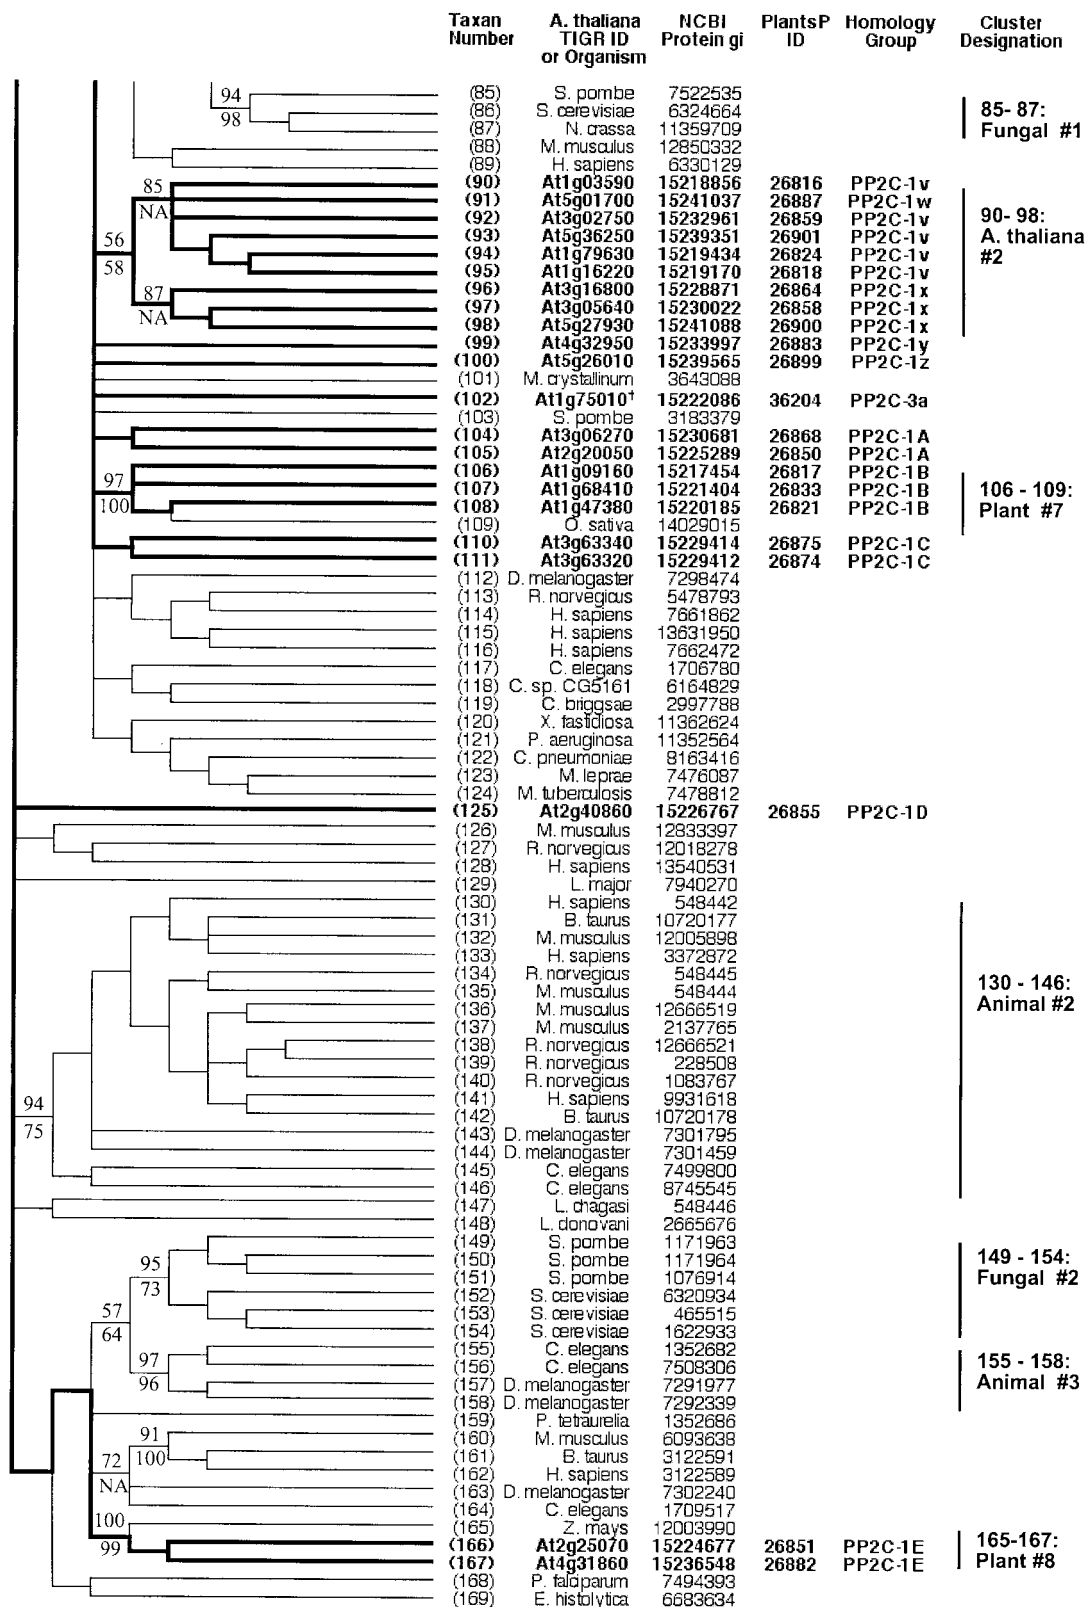 Taxan Number A. thaliana TIGR ID or Organism NCBI Protein gi PlantsP ID Homology Group Cluster Designation
94 (85) S. pombe 7522535
98 (86) S. cerevisiae 6324664 85- 87:
(87) N. crassa 11359709 Fungal #1
(88) M. musculus 12850332
(89) H. sapiens 6330129
85 (90) At1g03590 15218856 26816 PP2C-1v
NA (91) At5g01700 15241037 26887 PP2C-1w
(92) At3g02750 15232961 26859 PP2C-1v 90- 98:
56 (93) At5g36250 15239351 26901 PP2C-1v A. thaliana
58 (94) At1g79630 15219434 26824 PP2C-1v #2
(95) At1g16220 15219170 26818 PP2C-1v
87 (96) At3g16800 15228871 26864 PP2C-1x
NA (97) At3g05640 15230022 26858 PP2C-1x
(98) At5g27930 15241088 26900 PP2C-1x
(99) At4g32950 15233997 26883 PP2C-1y
(100) At5g26010 15239565 26899 PP2C-1z
(101) M. crystallinum 3643088
(102) At1g75010† 15222086 36204 PP2C-3a
(103) S. pombe 3183379
(104) At3g06270 15230681 26868 PP2C-1A
(105) At2g20050 15225289 26850 PP2C-1A
97 (106) At1g09160 15217454 26817 PP2C-1B
(107) At1g68410 15221404 26833 PP2C-1B 106 - 109:
100 (108) At1g47380 15220185 26821 PP2C-1B Plant #7
(109) O. sativa 14029015
(110) At3g63340 15229414 26875 PP2C-1C
(111) At3g63320 15229412 26874 PP2C-1C
(112) D. melanogaster 7298474
(113) R. norvegicus 5478793
(114) H. sapiens 7661862
(115) H. sapiens 13631950
(116) H. sapiens 7662472
(117) C. elegans 1706780
(118) C. sp. CG5161 6164829
(119) C. briggsae 2997788
(120) X. fastidiosa 11362624
(121) P. aeruginosa 11352564
(122) C. pneumoniae 8163416
(123) M. leprae 7476087
(124) M. tuberculosis 7478812
(125) At2g40860 15226767 26855 PP2C-1D
(126) M. musculus 12833397
(127) R. norvegicus 12018278
(128) H. sapiens 13540531
(129) L. major 7940270
(130) H. sapiens 548442
(131) B. taurus 10720177
(132) M. musculus 12005898
(133) H. sapiens 3372872
(134) R. norvegicus 548445 130 - 146:
(135) M. musculus 548444 Animal #2
(136) M. musculus 12666519
(137) M. musculus 2137765
(138) R. norvegicus 12666521
(139) R. norvegicus 228508
(140) R. norvegicus 1083767
94 (141) H. sapiens 9931618
75 (142) B. taurus 10720178
(143) D. melanogaster 7301795
(144) D. melanogaster 7301459
(145) C. elegans 7499800
(146) C. elegans 8745545
(147) L. chagasi 548446
(148) L. donovani 2665676
(149) S. pombe 1171963
95 (150) S. pombe 1171964 149 - 154:
73 (151) S. pombe 1076914 Fungal #2
(152) S. cerevisiae 6320934
57 (153) S. cerevisiae 465515
64 (154) S. cerevisiae 1622933
(155) C. elegans 1352682
97 (156) C. elegans 7508306 155 - 158:
96 (157) D. melanogaster 7291977 Animal #3
(158) D. melanogaster 7292339
(159) P. tetraurelia 1352686
91 (160) M. musculus 6093638
100 (161) B. taurus 3122591
72 (162) H. sapiens 3122589
NA (163) D. melanogaster 7302240
(164) C. elegans 1709517
100 (165) Z. mays 12003990
99 (166) At2g25070 15224677 26851 PP2C-1E 165-167:
(167) At4g31860 15236548 26882 PP2C-1E Plant #8
(168) P. falciparum 7494393
(169) E. histolytica 6683634